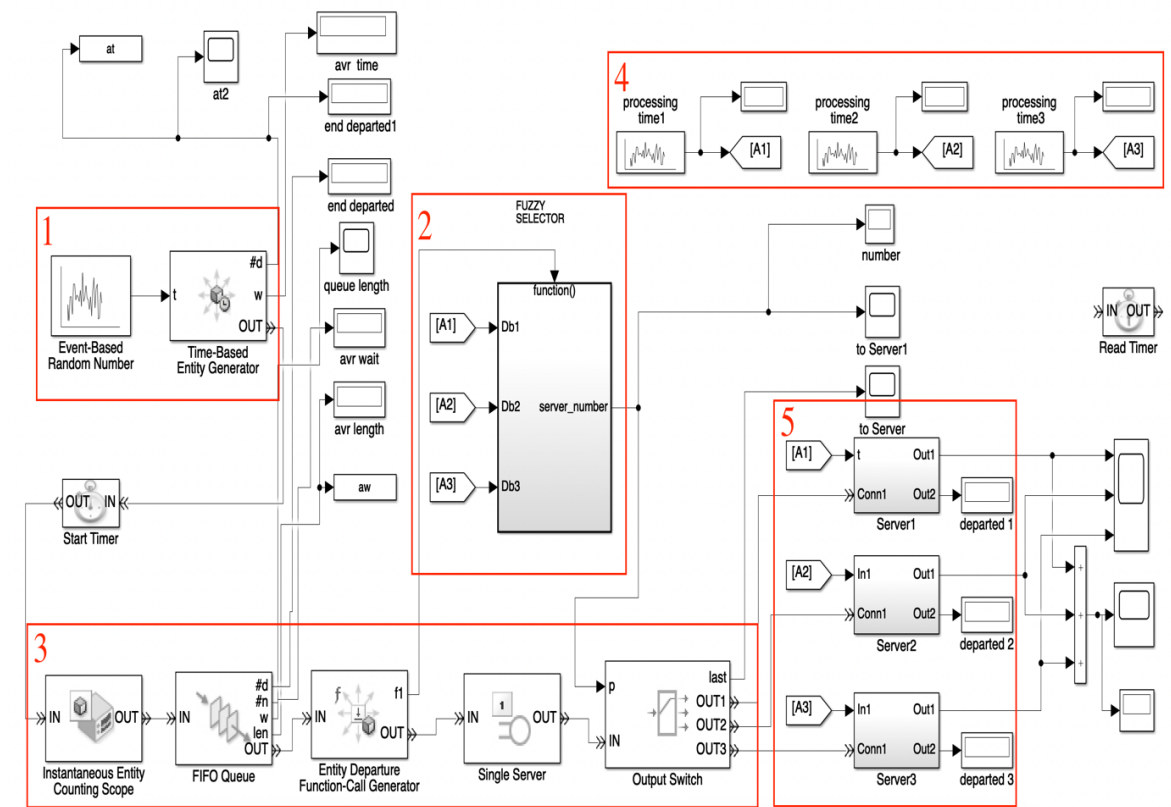 at
at2
avr time
end departed1
end departed
queue length
avr wait
avr length
aw
1
t
#d
w
OUT
Event-Based
Random Number
Time-Based
Entity Generator
2
FUZZY
SELECTOR
function()
[A1]
Db1
[A2]
Db2
server_number
[A3]
Db3
4
processing
time1
[A1]
processing
time2
[A2]
processing
time3
[A3]
number
to Server1
to Server
IN OUT
Read Timer
OUT IN
Start Timer
3
IN
OUT
Instantaneous Entity
Counting Scope
IN
#d
#n
w
len
OUT
FIFO Queue
f
IN
f1
OUT
Entity Departure
Function-Call Generator
IN
1
OUT
Single Server
p
IN
last
OUT1
OUT2
OUT3
Output Switch
5
[A1]
t
Out1
Conn1
Out2
Server1
departed 1
[A2]
In1
Out1
Conn1
Out2
Server2
departed 2
[A3]
In1
Out1
Conn1
Out2
Server3
departed 3
+
+
+